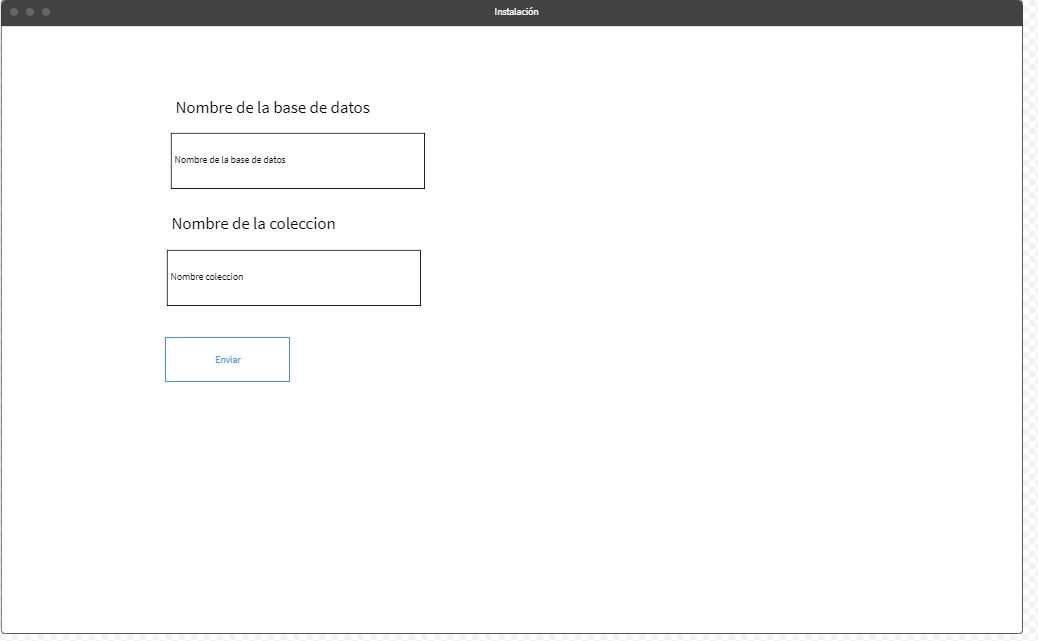 Instalación
Nombre de la base de datos
Nombre de la base de datos
Nombre de la coleccion
Nombre coleccion
Enviar